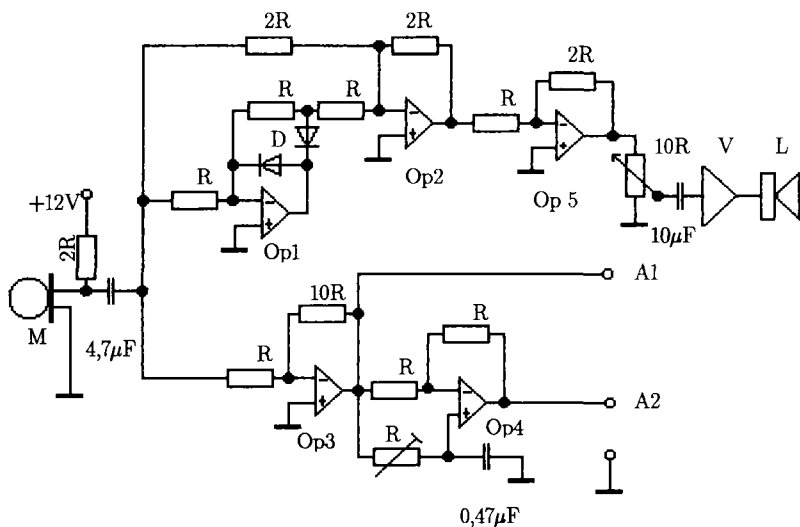 2R
2R
2R
R
R
R
D
V
L
10R
Op2
R
Op 5
+12V
10μF
2R
Op1
A1
10R
M
R
4,7μF
R
R
A2
Op3
R
Op4
0,47μF